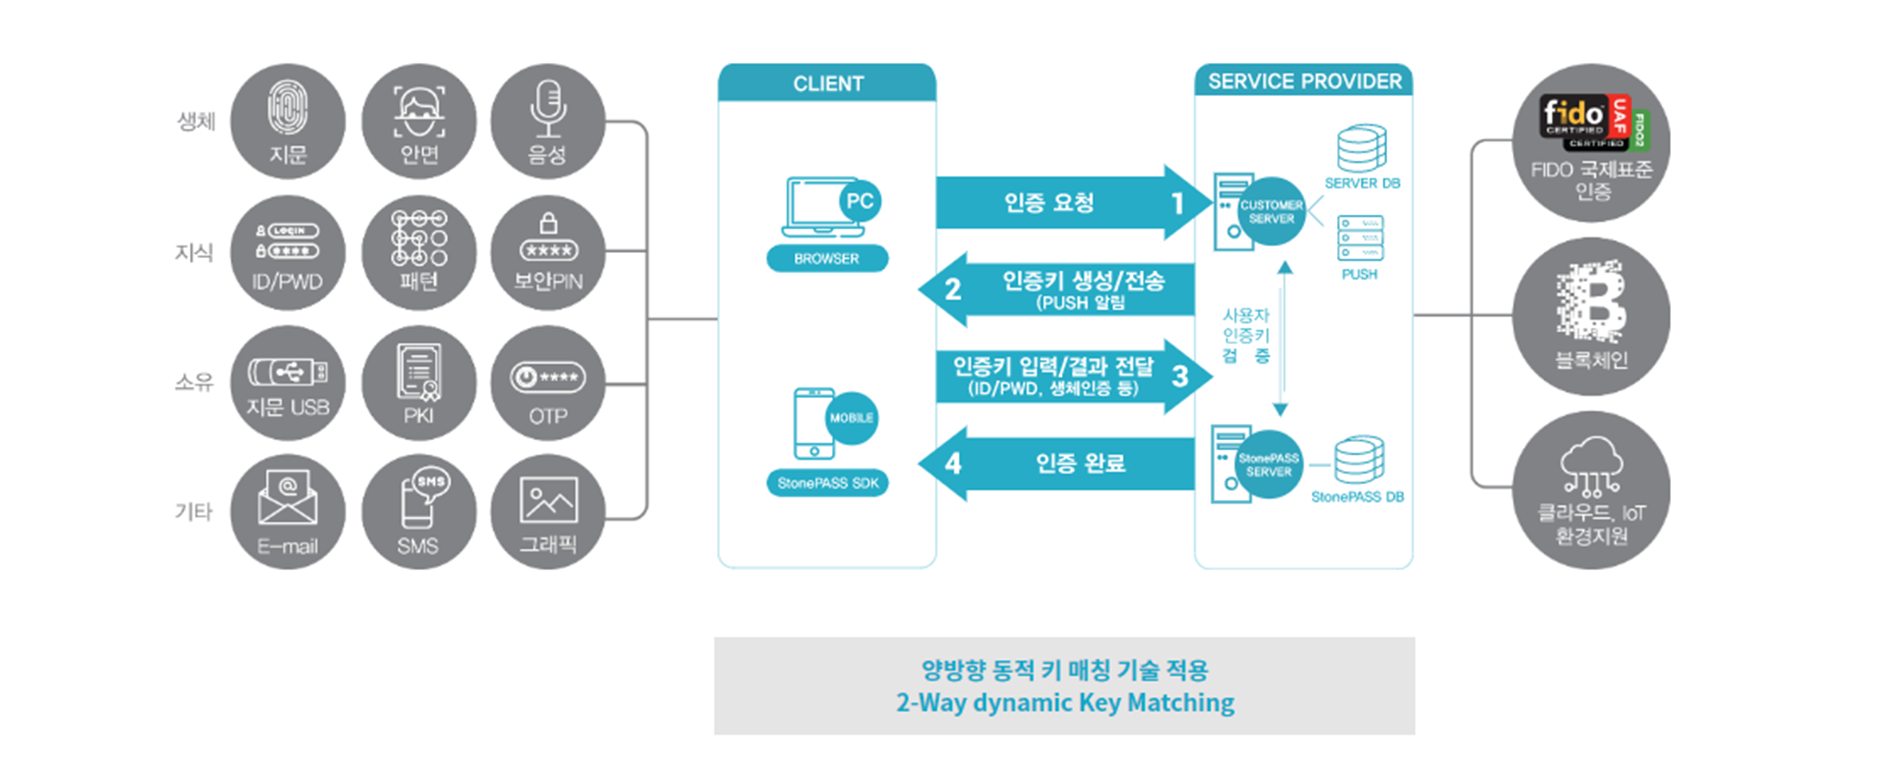 생체
지문
안면
음성
지식
LOGIN
****
ID/PWD
패턴
****
보안PIN
소유
지문 USB
PKI
****
OTP
기타
@
E-mail
SMS
SMS
그래픽
CLIENT
PC
BROWSER
MOBILE
StonePASS SDK
인증 요청 1
2 인증키 생성/전송
(PUSH 알림
인증키 입력/결과 전달 3
(ID/PWD, 생체인증 등)
4 인증 완료
SERVICE PROVIDER
SERVER DB
CUSTOMER
SERVER
PUSH
사용자
인증키
검 증
StonePASS
SERVER
StonePASS DB
fido
CERTIFIED
UAF
CERTIFIED
FIDO2
FIDO 국제표준
인증
B
블록체인
클라우드, IoT
환경지원
양방향 동적 키 매칭 기술 적용
2-Way dynamic Key Matching